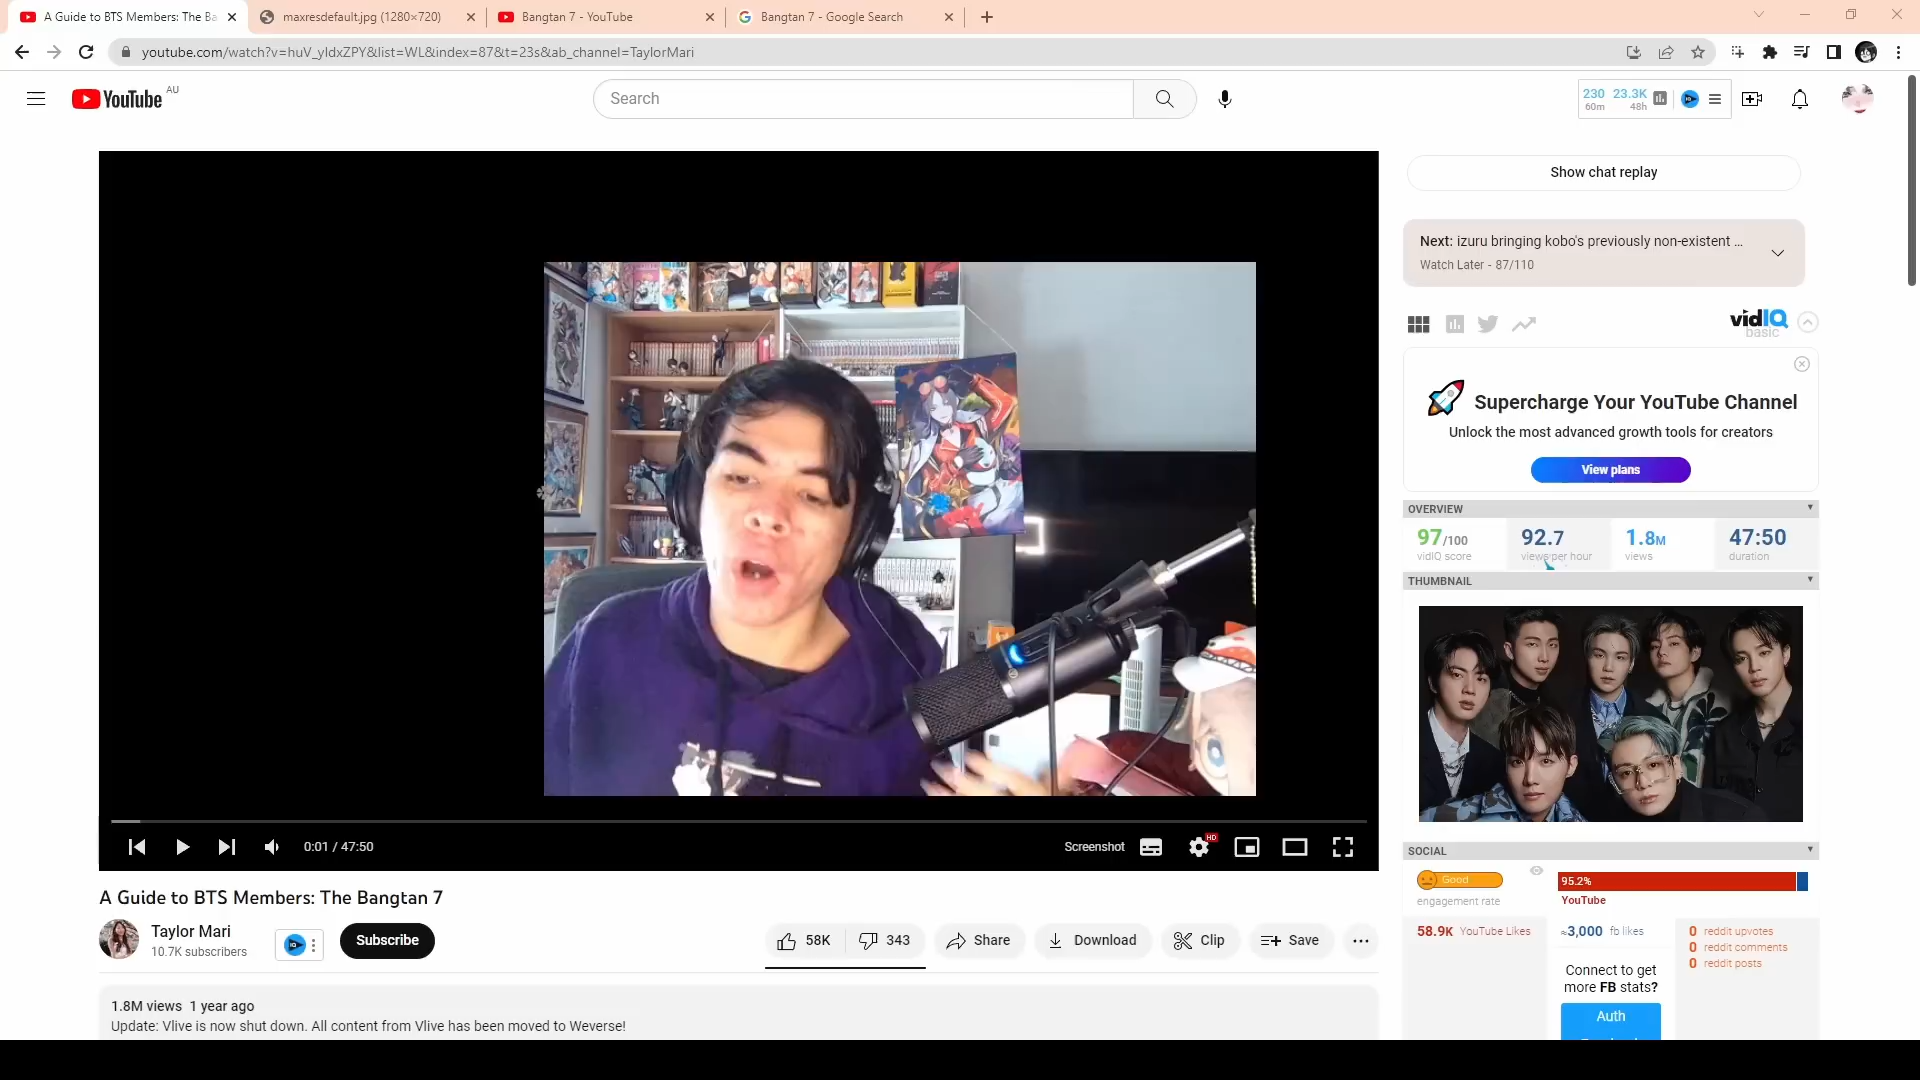 A Guide to BTS Members: The Ba
maxresdefault.jpg (1280×720)
Bangtan 7 - YouTube
Bangtan 7 - Google Search
youtube.com/watch?v=huV_yIdxZPY&list=WL&index=87&t=23s&ab_channel=TaylorMari
YouTube AU
Search
230 23.3K
60m 48h
Show chat replay
Next: izuru bringing kobo's previously non-existent ...
Watch Later - 87/110
vidIQ
basic
Supercharge Your YouTube Channel
Unlock the most advanced growth tools for creators
View plans
OVERVIEW
97/100 92.7 1.8M 47:50
vidIQ score views per hour views duration
THUMBNAIL
0:01 / 47:50
Screenshot
HD
A Guide to BTS Members: The Bangtan 7
Taylor Mari
10.7K subscribers
Subscribe
58K 343 Share Download Clip Save
1.8M views 1 year ago
Update: Vlive is now shut down. All content from Vlive has been moved to Weverse!
SOCIAL
Good
engagement rate
95.2%
YouTube
58.9K YouTube Likes
≈3,000 fb likes
0 reddit upvotes
0 reddit comments
0 reddit posts
Connect to get
more FB stats?
Auth